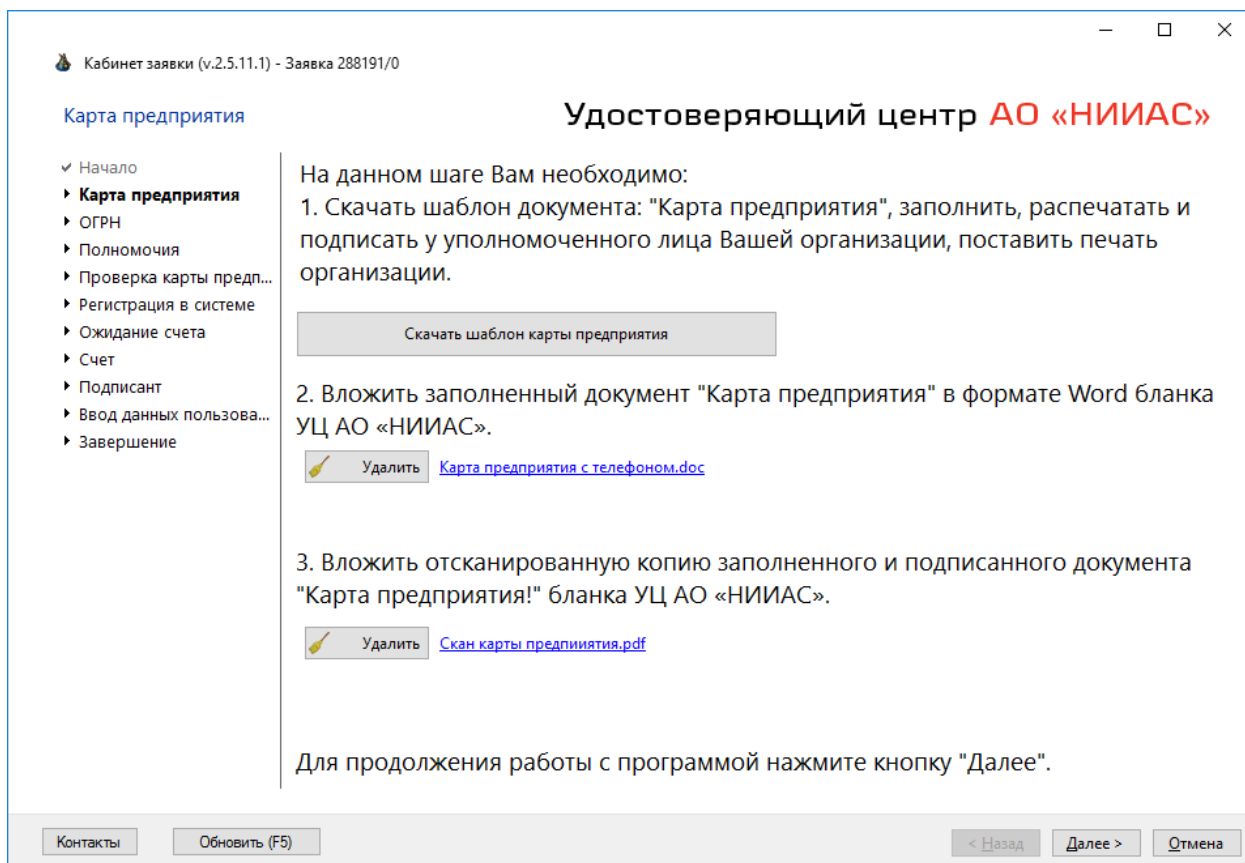 Кабинет заявки (v.2.5.11.1) - Заявка 288191/0
Карта предприятия
Удостоверяющий центр АО «НИИАС»
Начало
Карта предприятия
ОГРН
Полномочия
Проверка карты предп...
Регистрация в системе
Ожидание счета
Счет
Подписант
Ввод данных пользова...
Завершение
На данном шаге Вам необходимо:
1. Скачать шаблон документа: "Карта предприятия", заполнить, распечатать и
подписать у уполномоченного лица Вашей организации, поставить печать
организации.
Скачать шаблон карты предприятия
2. Вложить заполненный документ "Карта предприятия" в формате Word бланка
УЦ АО «НИИАС».
Удалить Карта предприятия с телефоном.doc
3. Вложить отсканированную копию заполненного и подписанного документа
"Карта предприятия!" бланка УЦ АО «НИИАС».
Удалить Скан карты предпииятия.pdf
Для продолжения работы с программой нажмите кнопку "Далее".
Контакты Обновить (F5) < Назад Далее > Отмена